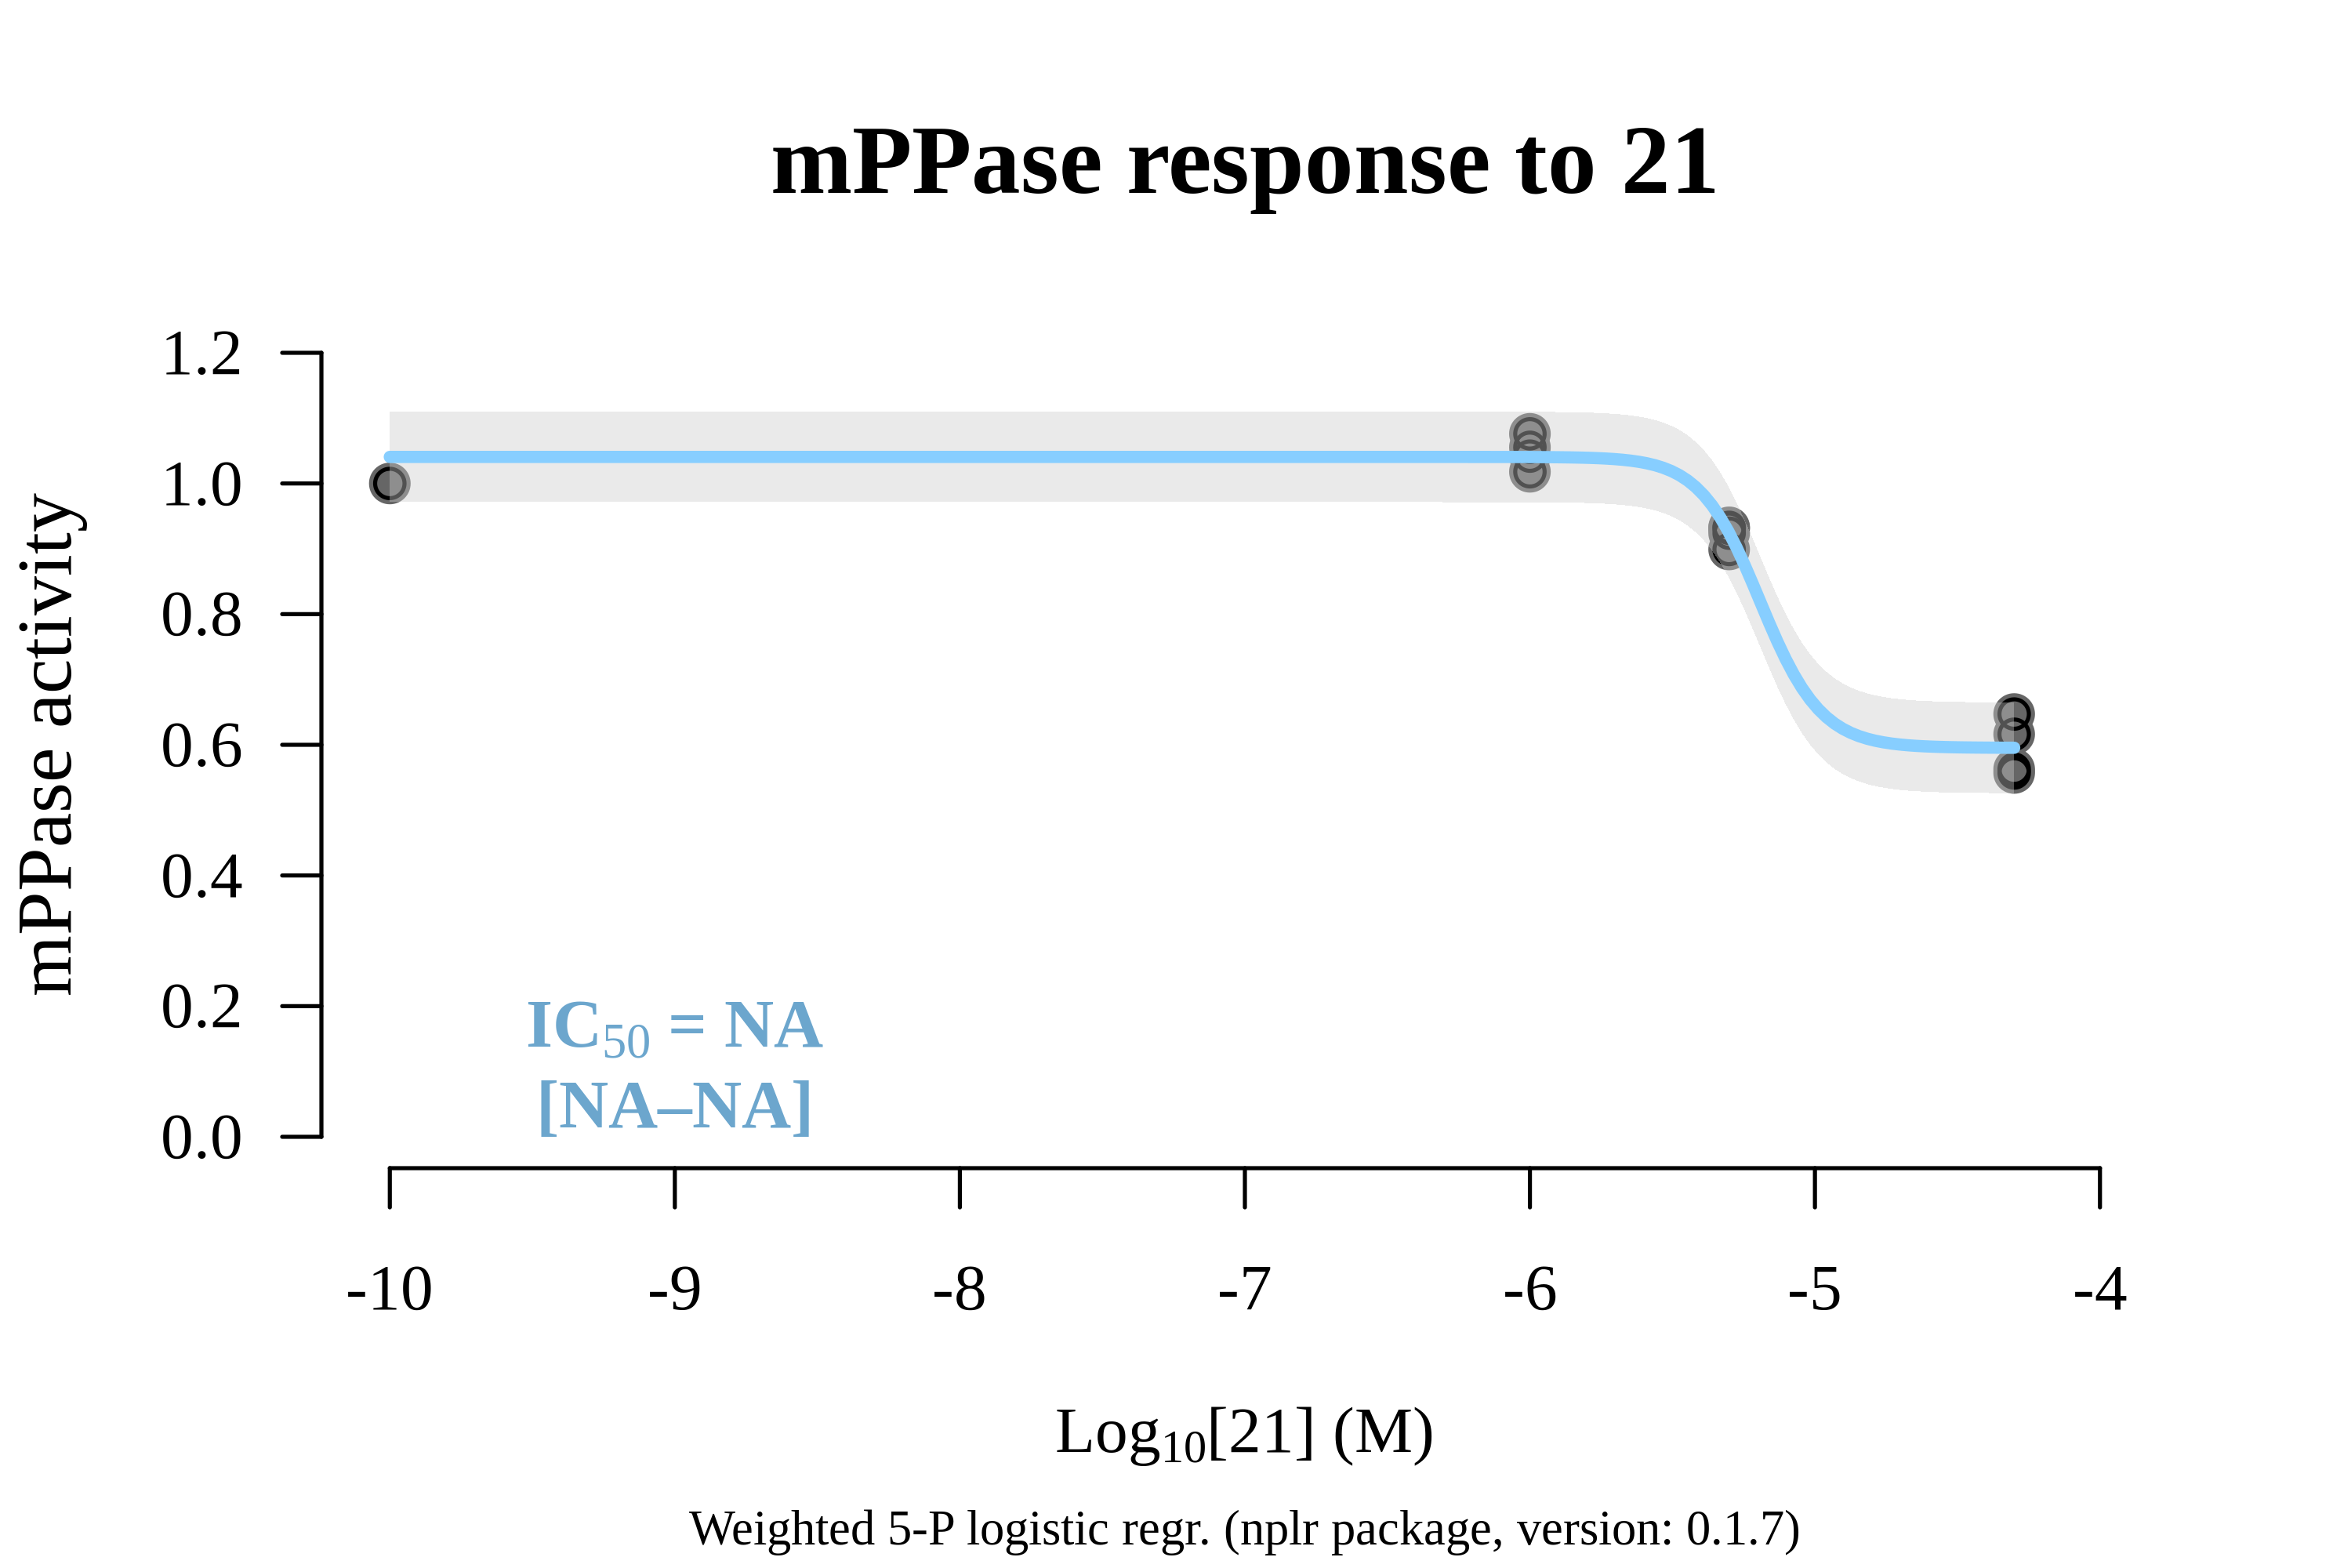 mPPase response to 21
mPPase activity
1.2
1.0
0.8
0.6
0.4
0.2
0.0
IC50 = NA
[NA–NA]
-10 -9 -8 -7 -6 -5 -4
Log10[21] (M)
Weighted 5-P logistic regr. (nplr package, version: 0.1.7)